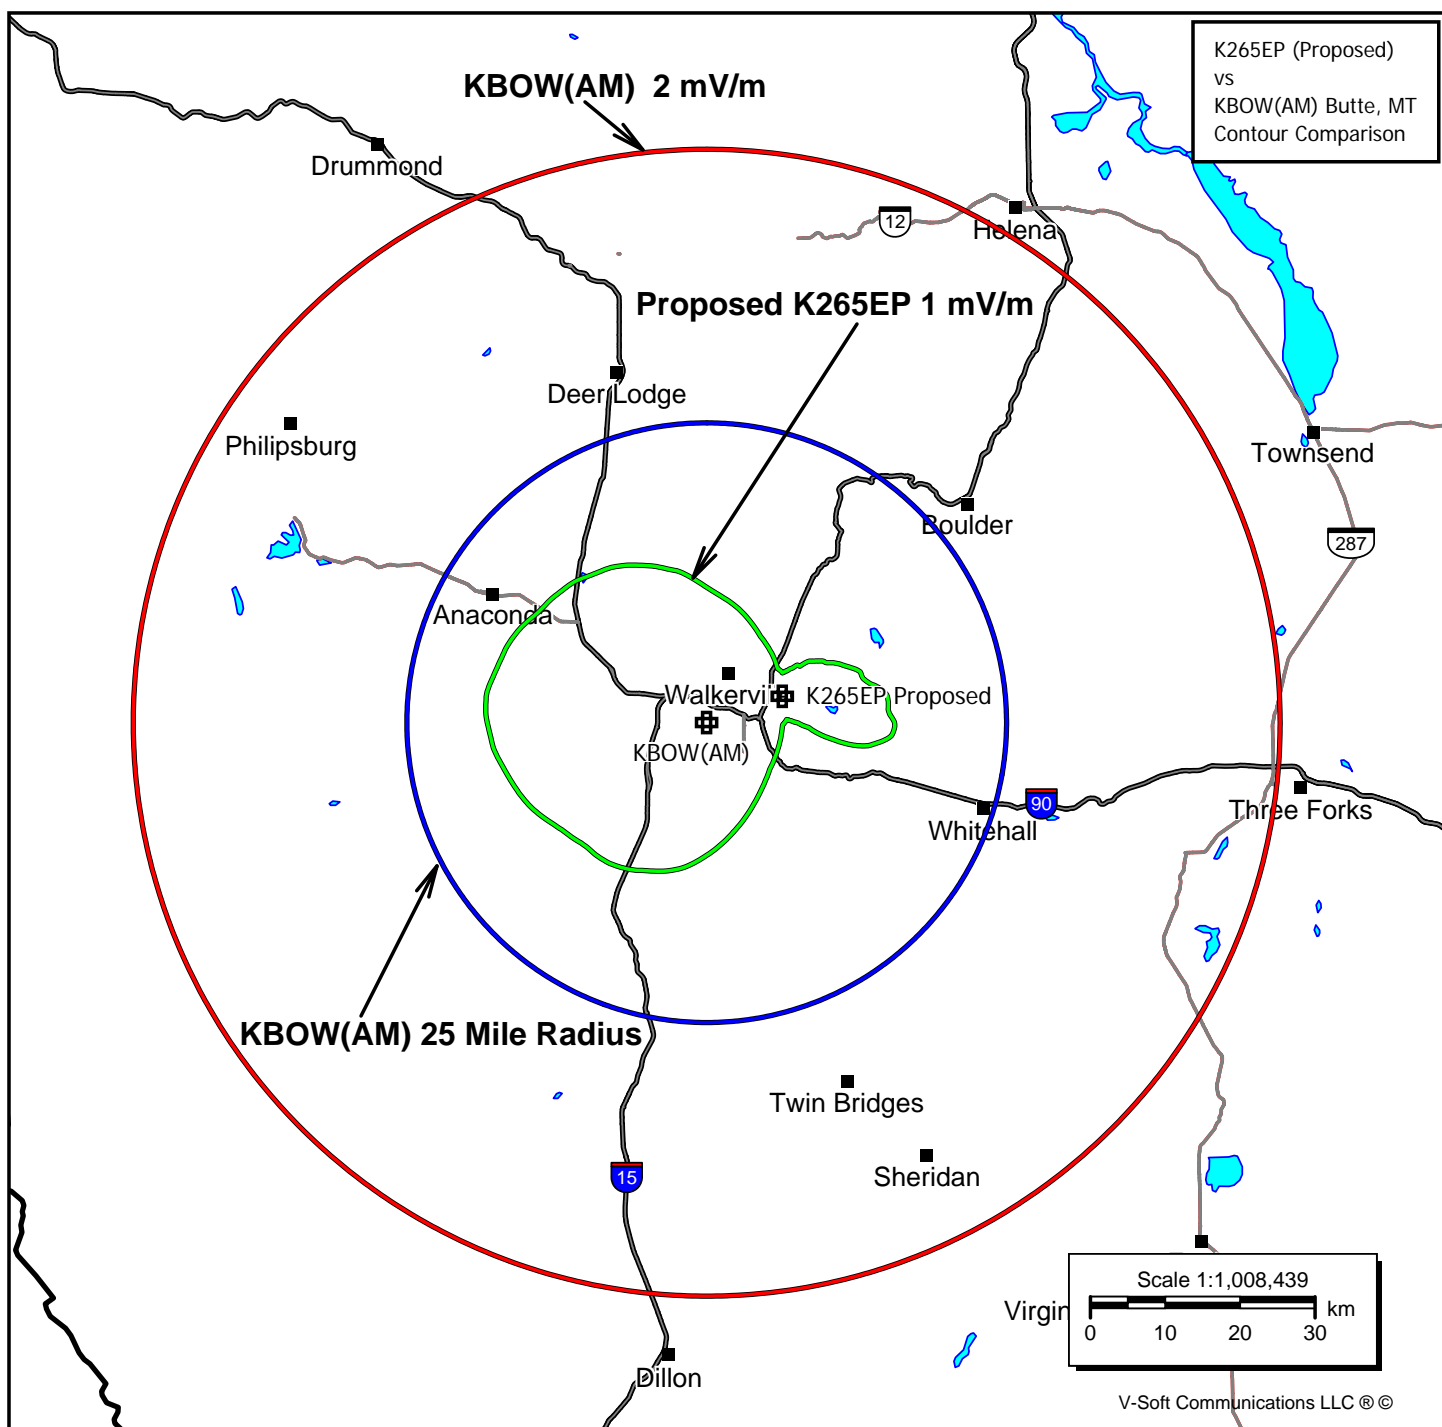 K265EP (Proposed)
vs
KBOW(AM) Butte, MT
Contour Comparison
KBOW(AM)  2 mV/m
Drummond
12
Helena
Proposed K265EP 1 mV/m
Deer Lodge
Philipsburg
Townsend
Boulder
287
Anaconda
Walkervil
K265EP Proposed
KBOW(AM)
90
Whitehall
Three Forks
KBOW(AM) 25 Mile Radius
Twin Bridges
Sheridan
15
Scale 1:1,008,439
km
0 10 20 30
Virgin
Dillon
V-Soft Communications LLC ® ©